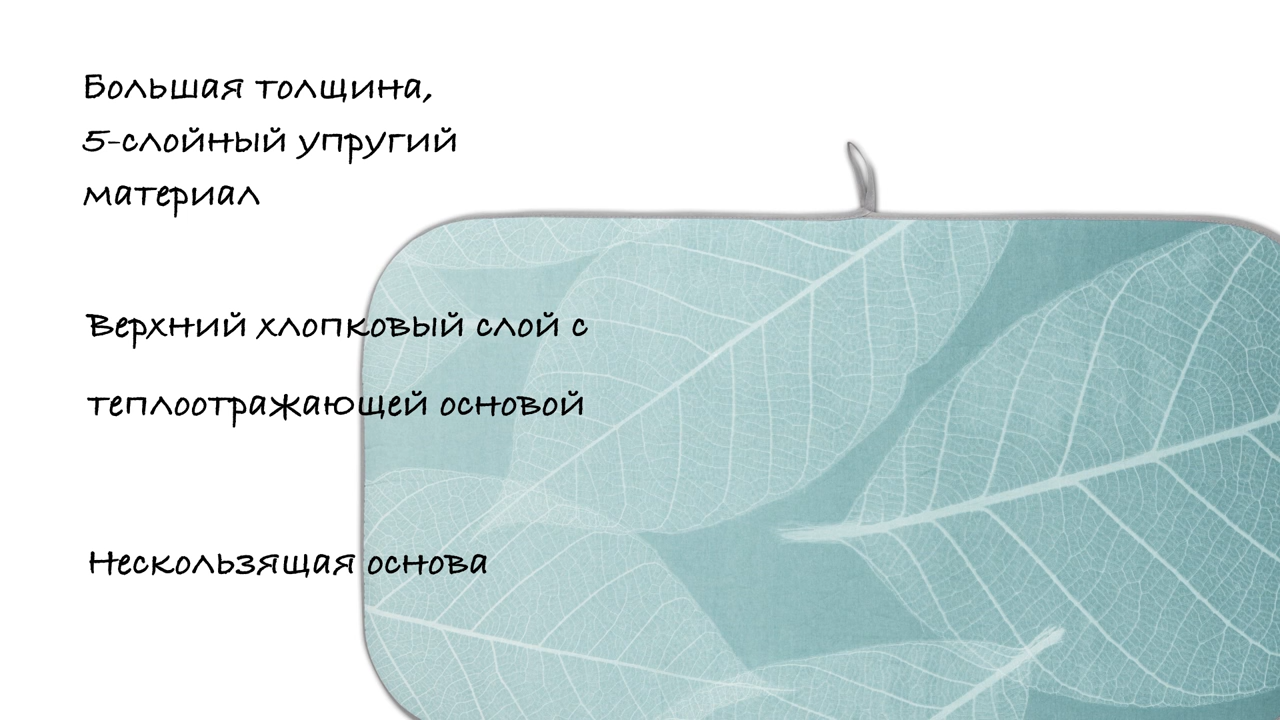 Большая толщина,
5-слойный упругий
материал
Верхний хлопковый слой с
теплоотражающей основой
Нескользящая основа